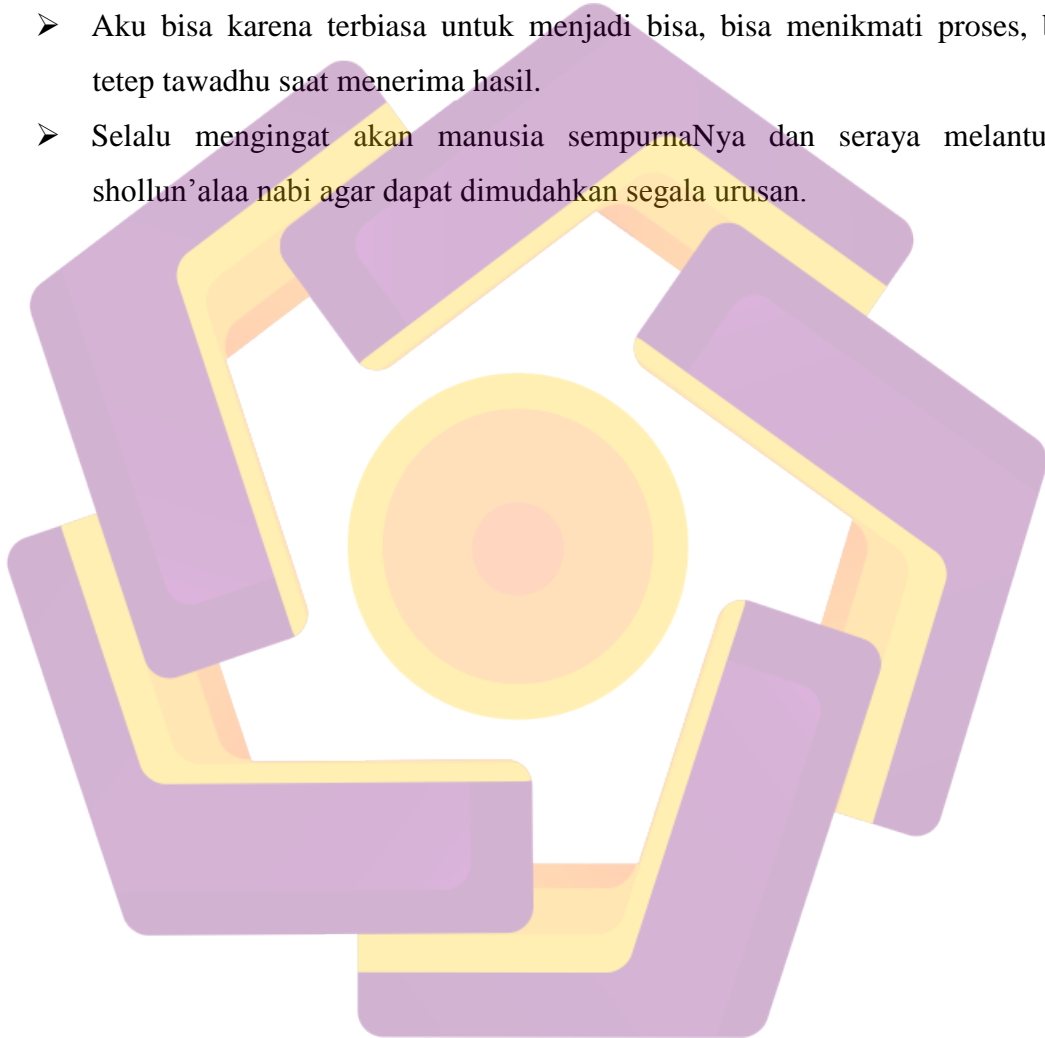 ➢ Aku bisa karena terbiasa untuk menjadi bisa, bisa menikmati proses,
tetep tawadhu saat menerima hasil.
➢ Selalu mengingat akan manusia sempurnaNya dan seraya
shollun’alaa nabi agar dapat dimudahkan segala urusan.